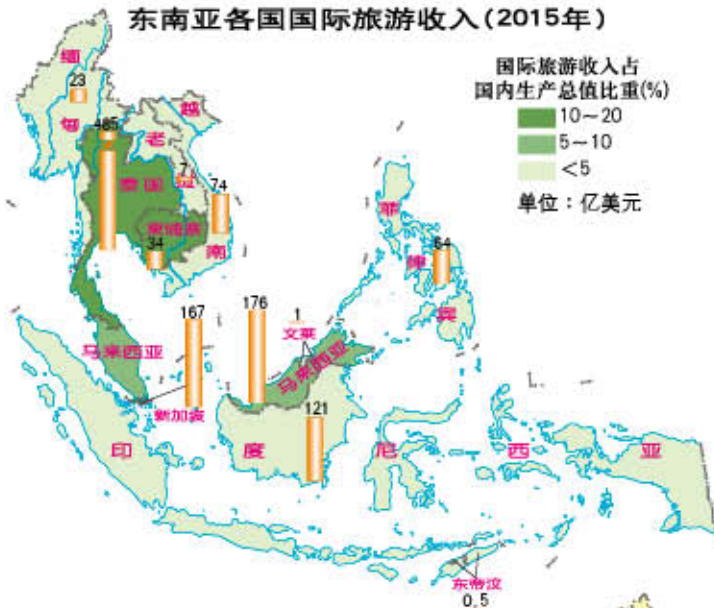 东南亚各国国际旅游收入(2015年)
国际旅游收入占
国内生产总值比重(%)
10~20
5~10
<5
单位：亿美元
缅
23
甸
越
485
老
泰国
7
挝
74
柬埔寨
34
南
菲
律
64
宾
167
176
1
文莱
马来西亚
马来西亚
新加坡
121
印
度
尼
西
亚
东帝汶
0.5